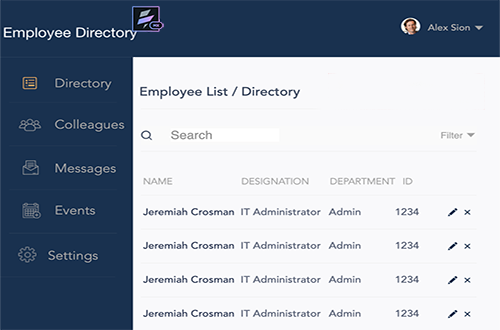 Employee Directory
Alex Sion
Directory
Colleagues
Messages
Events
Settings
Employee List / Directory
Search
Filter
NAME DESIGNATION DEPARTMENT ID
Jeremiah Crosman IT Administrator Admin 1234
Jeremiah Crosman IT Administrator Admin 1234
Jeremiah Crosman IT Administrator Admin 1234
Jeremiah Crosman IT Administrator Admin 1234